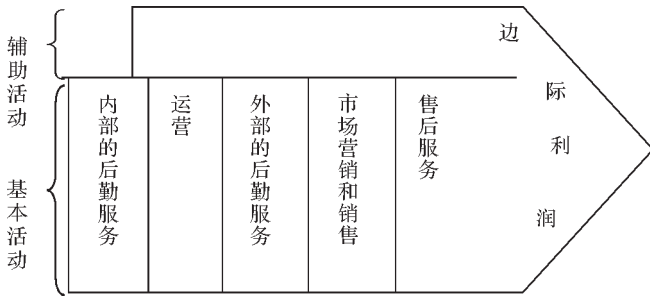 辅助活动
基本活动
内部的后勤服务
运营
外部的后勤服务
市场营销和销售
售后服务
边际利润